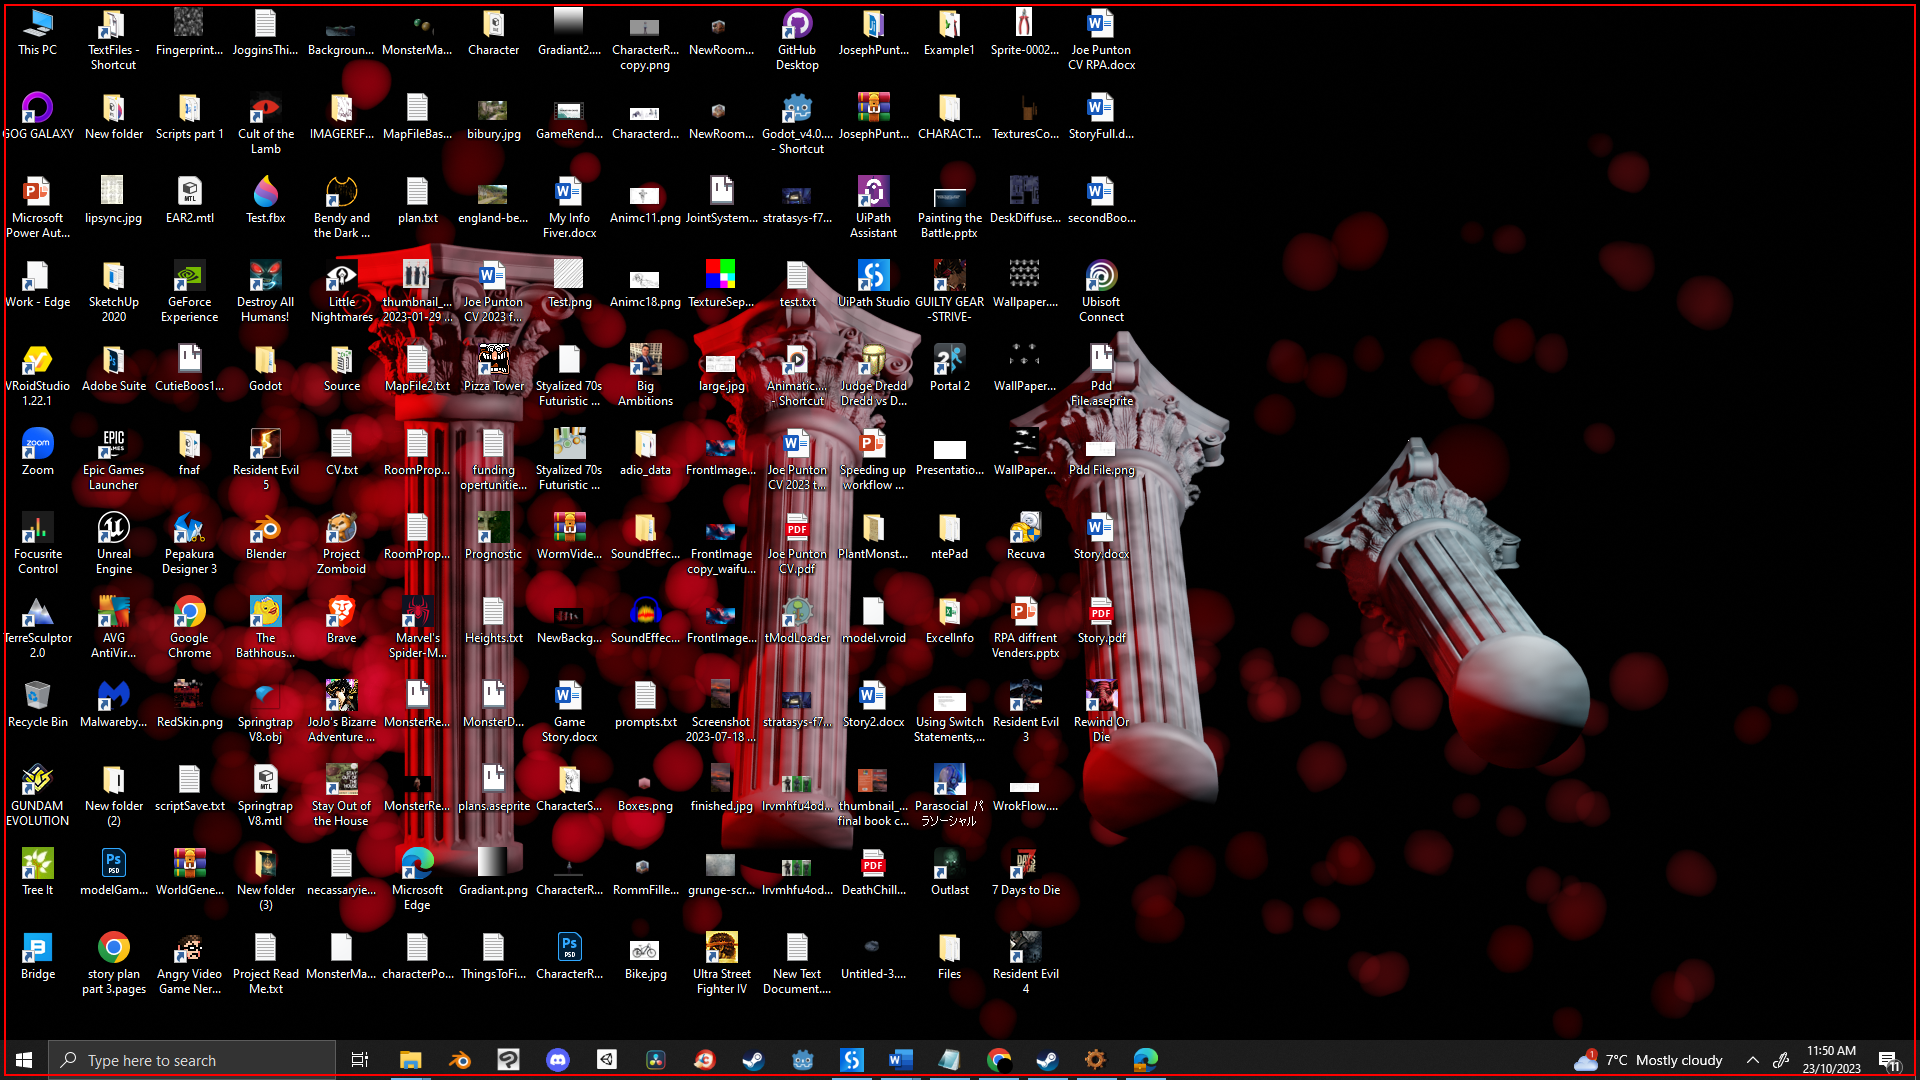 This PC
TextFiles -
Shortcut
Fingerprint...
JogginsThi...
Backgroun...
MonsterMa...
Character
Gradiant2....
CharacterR...
copy.png
NewRoom...
GitHub
Desktop
JosephPunt...
Example1
Sprite-0002...
Joe Punton
CV RPA.docx
GOG GALAXY
New folder
Scripts part 1
Cult of the
Lamb
IMAGEREF...
MapFileBas...
bibury.jpg
GameRend...
Characterd...
NewRoom...
Godot_v4.0....
- Shortcut
JosephPunt...
CHARACT...
TexturesCo...
StoryFull.d...
Microsoft
Power Aut...
lipsync.jpg
EAR2.mtl
Test.fbx
Bendy and
the Dark ...
plan.txt
england-be...
My Info
Fiver.docx
Animc11.png
JointSystem...
stratasys-f7...
UiPath
Assistant
Painting the
Battle.pptx
DeskDiffuse...
secondBoo...
Work - Edge
SketchUp
2020
GeForce
Experience
Destroy All
Humans!
Little
Nightmares
thumbnail_...
2023-01-29 ...
Joe Punton
CV 2023 f...
Test.png
Animc18.png
TextureSep...
test.txt
UiPath Studio
GUILTY GEAR
-STRIVE-
Wallpaper....
Ubisoft
Connect
VRoidStudio
1.22.1
Adobe Suite
CutieBoos1...
Godot
Source
MapFile2.txt
Pizza Tower
Styalized 70s
Futuristic ...
Big
Ambitions
large.jpg
Animatic....
- Shortcut
Judge Dredd
Dredd vs D...
Portal 2
WallPaper...
Pdd
File.aseprite
Zoom
Epic Games
Launcher
fnaf
Resident Evil
5
CV.txt
RoomProp...
funding
opertunitie...
Styalized 70s
Futuristic ...
adio_data
FrontImage...
Joe Punton
CV 2023 t...
Speeding up
workflow ...
Presentatio...
WallPaper...
Pdd File.png
Focusrite
Control
Unreal
Engine
Pepakura
Designer 3
Blender
Project
Zomboid
RoomProp...
Prognostic
WormVide...
SoundEffec...
FrontImage
copy_waifu...
Joe Punton
CV.pdf
PlantMonst...
ntePad
Recuva
Story.docx
TerreSculptor
2.0
AVG
AntiVir...
Google
Chrome
The
Bathhous...
Brave
Marvel's
Spider-M...
Heights.txt
NewBackg...
SoundEffec...
FrontImage...
tModLoader
model.vroid
ExcelInfo
RPA diffrent
Venders.pptx
Story.pdf
Recycle Bin
Malwareby...
RedSkin.png
Springtrap
V8.obj
JoJo's Bizarre
Adventure ...
MonsterRe...
MonsterD...
Game
Story.docx
prompts.txt
Screenshot
2023-07-18 ...
stratasys-f7...
Story2.docx
Using Switch
Statements,...
Resident Evil
3
Rewind Or
Die
GUNDAM
EVOLUTION
New folder
(2)
scriptSave.txt
Springtrap
V8.mtl
Stay Out of
the House
MonsterRe...
plans.aseprite
CharacterS...
Boxes.png
finished.jpg
lrvmhfu4od...
thumbnail_...
final book c...
Parasocial パ
ラソーシャル
WrokFlow....
Tree It
modelGam...
WorldGene...
New folder
(3)
necassaryie...
Microsoft
Edge
Gradiant.png
CharacterR...
RommFille...
grunge-scr...
lrvmhfu4od...
DeathChill...
Outlast
7 Days to Die
Bridge
story plan
part 3.pages
Angry Video
Game Ner...
Project Read
Me.txt
MonsterMa...
characterPo...
ThingsToFi...
CharacterR...
Bike.jpg
Ultra Street
Fighter IV
New Text
Document....
Untitled-3....
Files
Resident Evil
4
Type here to search
7°C Mostly cloudy
11:50 AM
23/10/2023
11